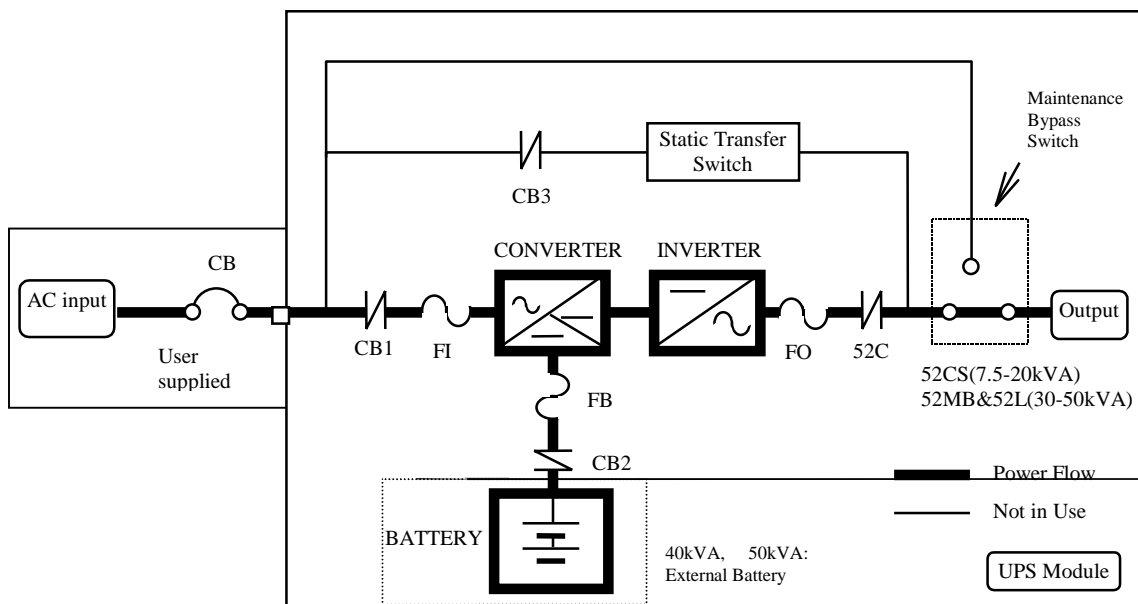 Maintenance
Bypass
Switch
Static Transfer
Switch
CB3
CONVERTER
INVERTER
CB
AC input
Output
User
supplied
CB1
FI
FO
52C
FB
52CS(7.5-20kVA)
52MB&52L(30-50kVA)
CB2
Power Flow
Not in Use
BATTERY
40kVA, 50kVA:
External Battery
UPS Module